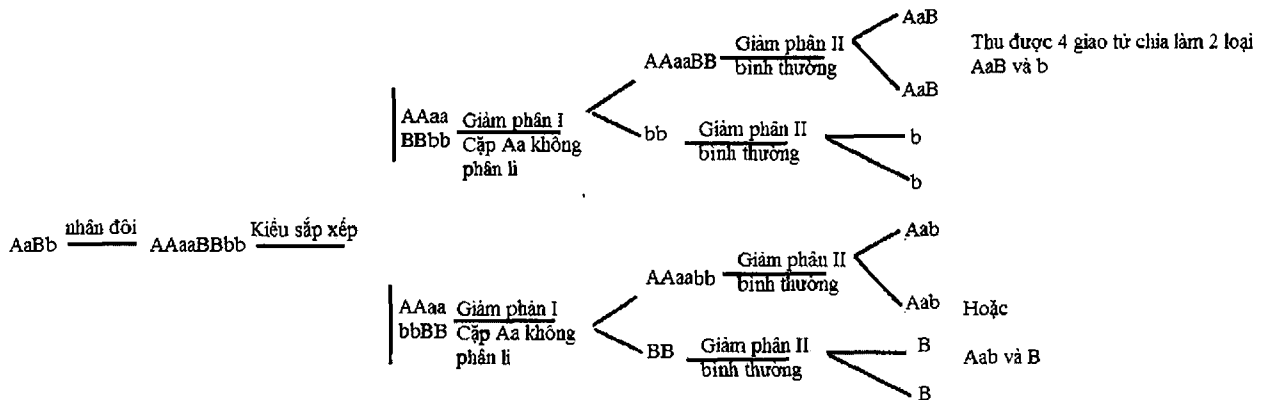 AaBb nhân đôi AAaaBBbb Kiểu sắp xếp
AAaa
BBbb
Giảm phân I
Cặp Aa không
phân li
AAaaBB
Giảm phân II
bình thường
AaB
AaB
bb
Giảm phân II
bình thường
b
b
Thu được 4 giao tử chia làm 2 loại
AaB và b
AAaa
bbBB
Giảm phân I
Cặp Aa không
phân li
AAaabb
Giảm phân II
bình thường
Aab
Aab
BB
Giảm phân II
bình thường
B
B
Hoặc
Aab và B